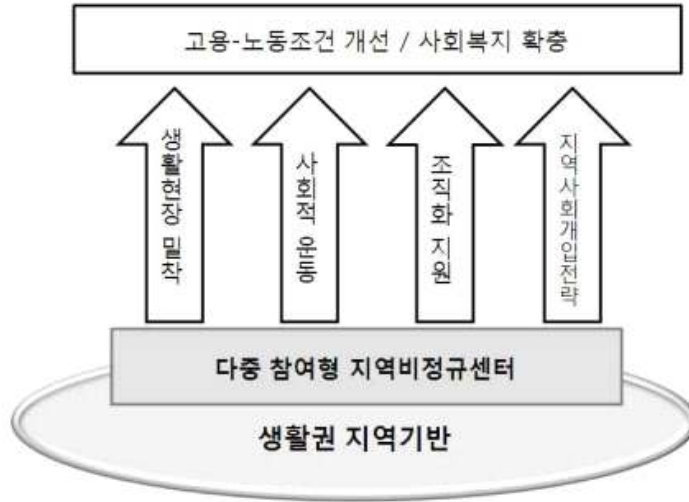 고용-노동조건 개선 / 사회복지 확충
생활현장 밀착
사회적 운동
조직화 지원
지역사회개입전략
다중 참여형 지역비정규센터
생활권 지역기반